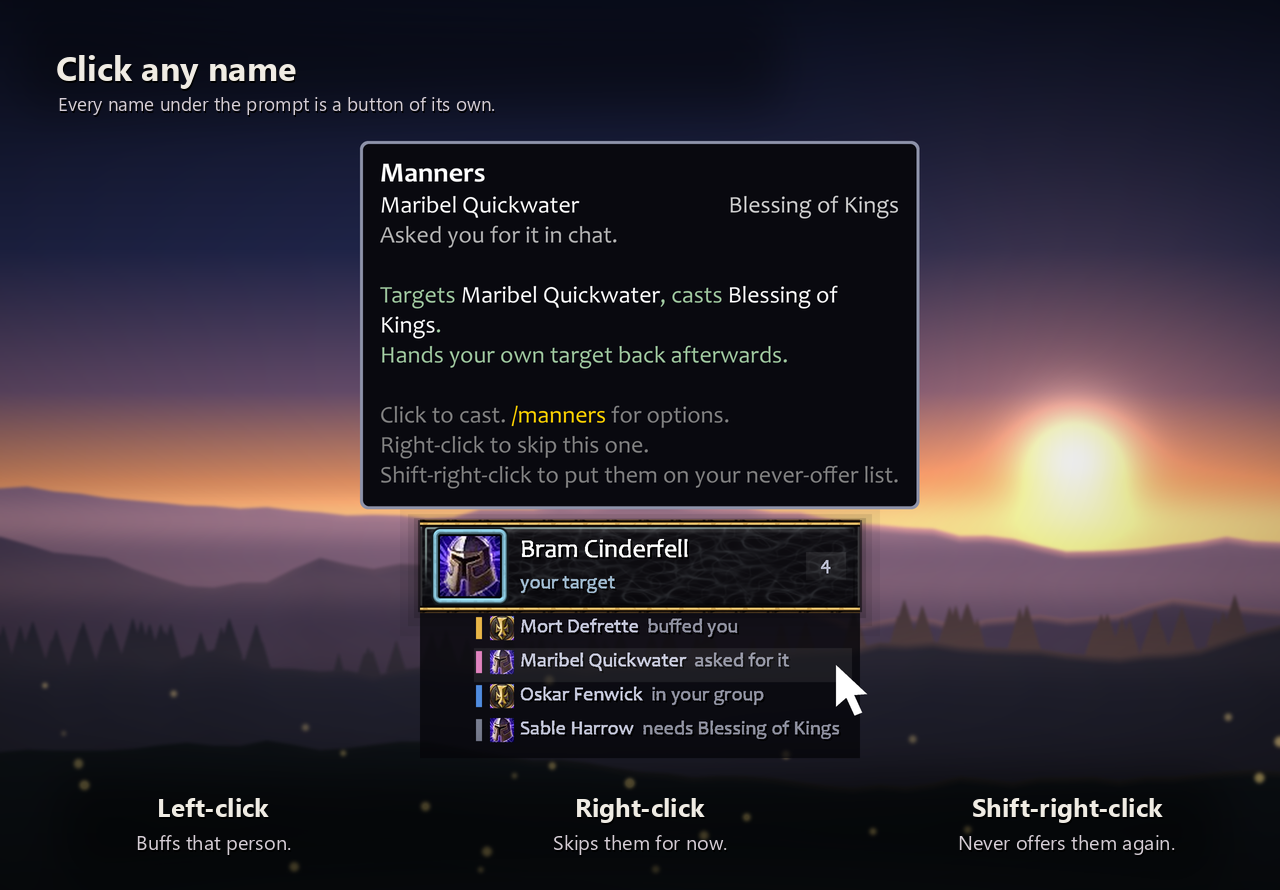 Click any name
Every name under the prompt is a button of its own.
Manners
Maribel Quickwater Blessing of Kings
Asked you for it in chat.
Targets Maribel Quickwater, casts Blessing of
Kings.
Hands your own target back afterwards.
Click to cast. /manners for options.
Right-click to skip this one.
Shift-right-click to put them on your never-offer list.
Bram Cinderfell
your target
4
Mort Defrette buffed you
Maribel Quickwater asked for it
Oskar Fenwick in your group
Sable Harrow needs Blessing of Kings
Left-click Right-click Shift-right-click
Buffs that person. Skips them for now. Never offers them again.